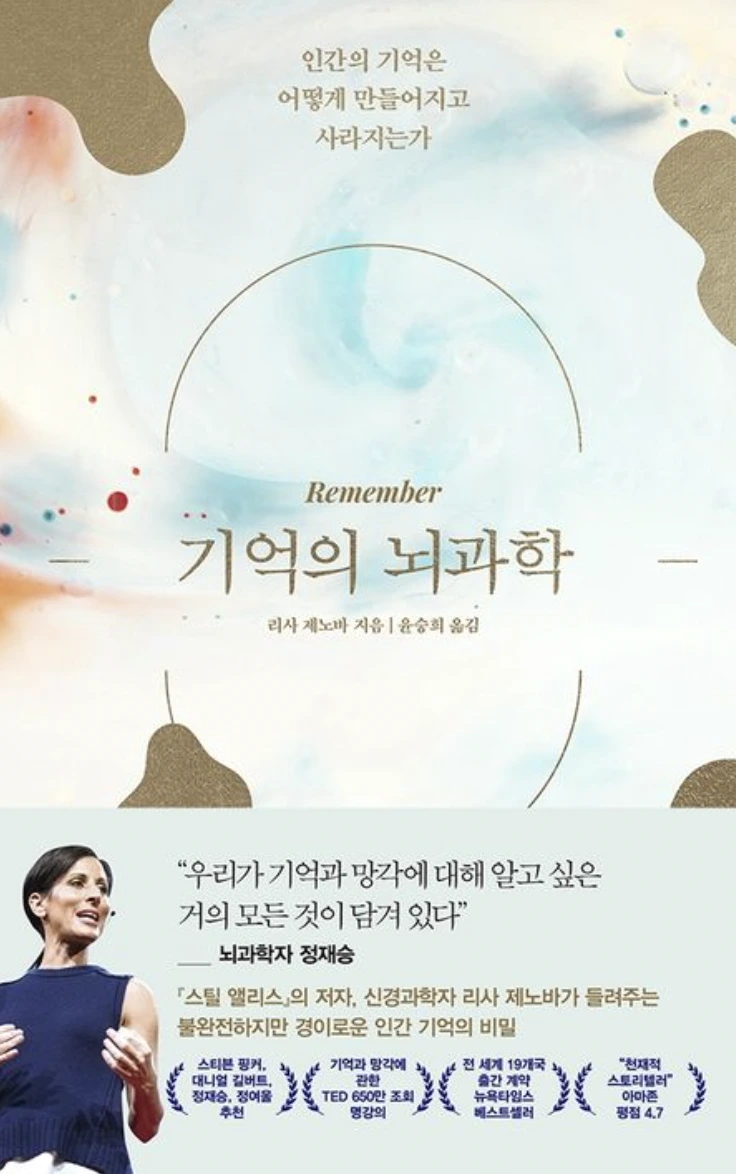 인간의 기억은
어떻게 만들어지고
사라지는가
Remember
기억의 뇌과학
리사 제노바 지음 | 윤승희 옮김
“우리가 기억과 망각에 대해 알고 싶은
거의 모든 것이 담겨 있다”
___ 뇌과학자 정재승
『스틸 앨리스』의 저자, 신경과학자 리사 제노바가 들려주는
불완전하지만 경이로운 인간 기억의 비밀
스티븐 핑커,
대니얼 길버트,
정재승, 정여울
추천
기억과 망각에
관한
TED 650만 조회
명강의
전 세계 19개국
출간 계약
뉴욕타임스
베스트셀러
“천재적
스토리텔러”
아마존
평점 4.7